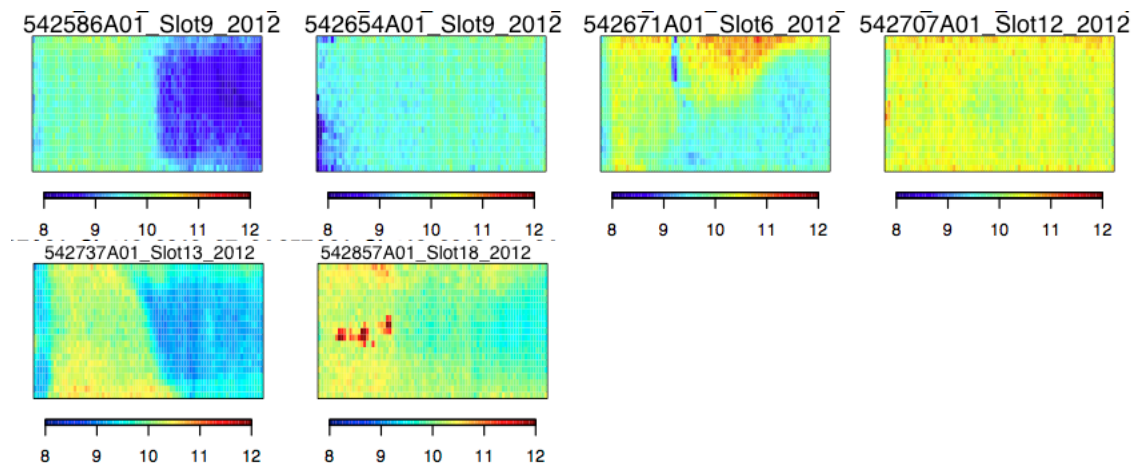 542586A01_Slot9_2012 542654A01_Slot9_2012 542671A01_Slot6_2012 542707A01_Slot12_2012
8 9 10 11 12 8 9 10 11 12 8 9 10 11 12 8 9 10 11 12
542737A01_Slot13_2012 542857A01_Slot18_2012
8 9 10 11 12 8 9 10 11 12